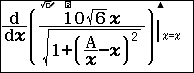 d/dx(10√6 x/√(1+(A/x-x)²))|x=x